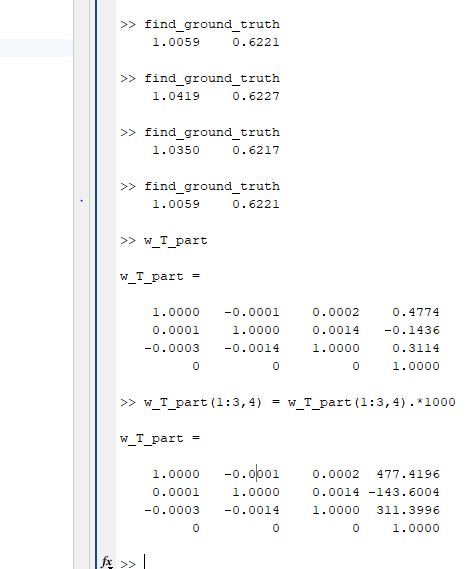 >> find_ground_truth
1.0059 0.6221
>> find_ground_truth
1.0419 0.6227
>> find_ground_truth
1.0350 0.6217
>> find_ground_truth
1.0059 0.6221
>> w_T_part
w_T_part =
1.0000 -0.0001 0.0002 0.4774
0.0001 1.0000 0.0014 -0.1436
-0.0003 -0.0014 1.0000 0.3114
0 0 0 1.0000
>> w_T_part(1:3,4) = w_T_part(1:3,4).*1000
w_T_part =
1.0000 -0.0001 0.0002 477.4196
0.0001 1.0000 0.0014 -143.6004
-0.0003 -0.0014 1.0000 311.3996
0 0 0 1.0000
fx >>